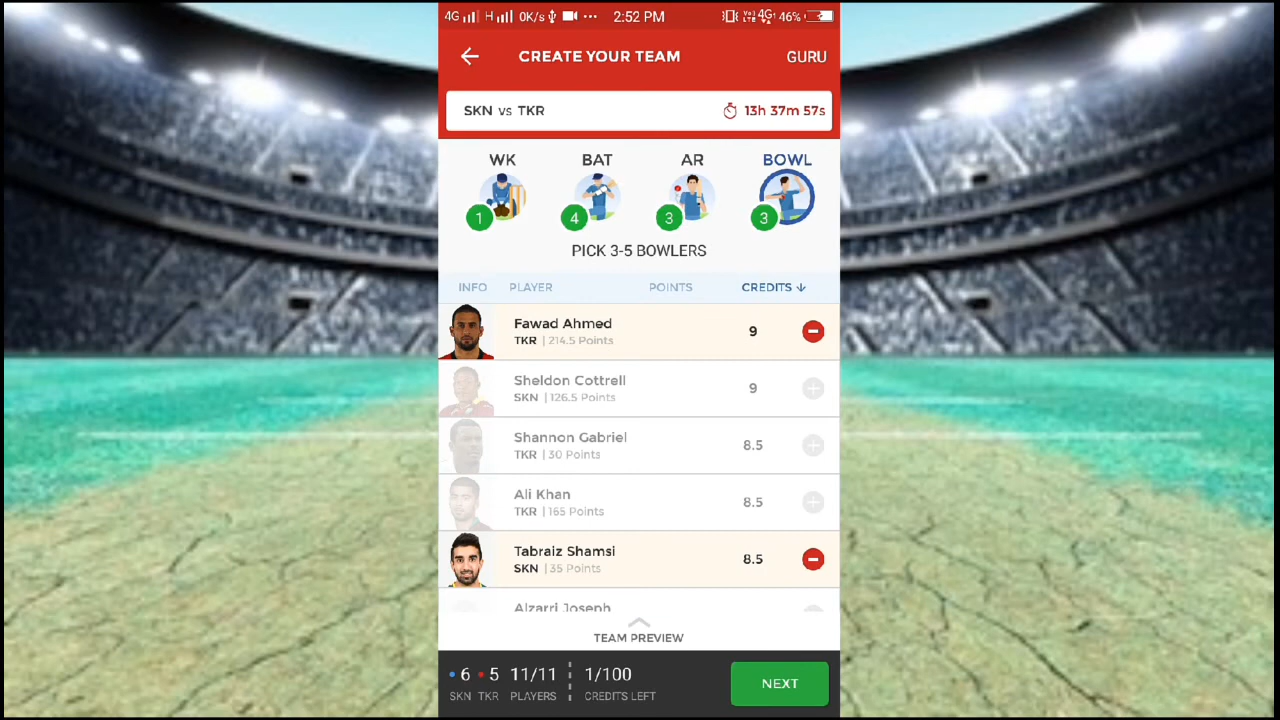 4G H 0K/s ··· 2:52 PM 4G 46%
CREATE YOUR TEAM GURU
SKN vs TKR 13h 37m 57s
WK BAT AR BOWL
1 4 3 3
PICK 3-5 BOWLERS
INFO PLAYER POINTS CREDITS ↓
Fawad Ahmed
TKR | 214.5 Points
9
Sheldon Cottrell
SKN | 126.5 Points
9
Shannon Gabriel
TKR | 30 Points
8.5
Ali Khan
TKR | 165 Points
8.5
Tabraiz Shamsi
SKN | 35 Points
8.5
Alzarri Joseph
TEAM PREVIEW
6 5 11/11 1/100
SKN TKR PLAYERS CREDITS LEFT
NEXT